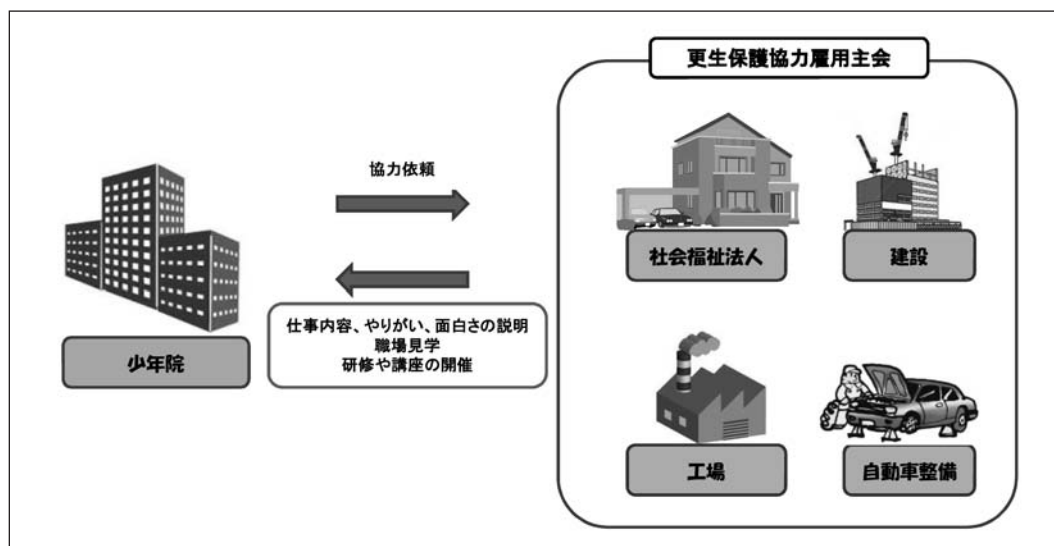 更生保護協力雇用主会
協力依頼
社会福祉法人
建設
仕事内容、やりがい、面白さの説明
職場見学
研修や講座の開催
少年院
工場
自動車整備